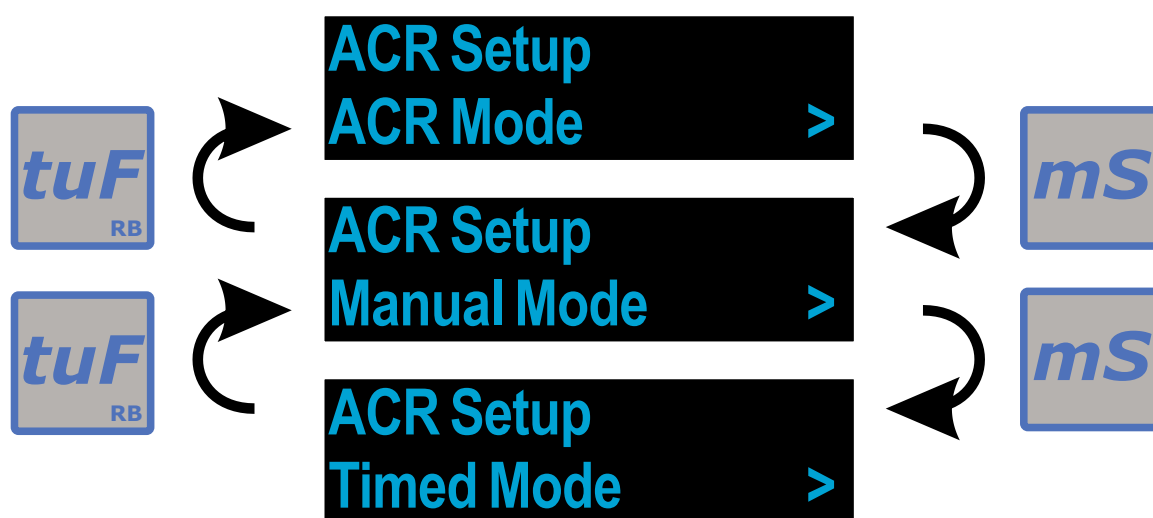 ACR Setup
ACR Mode >
tuF
RB
mS
ACR Setup
Manual Mode >
tuF
RB
mS
ACR Setup
Timed Mode >